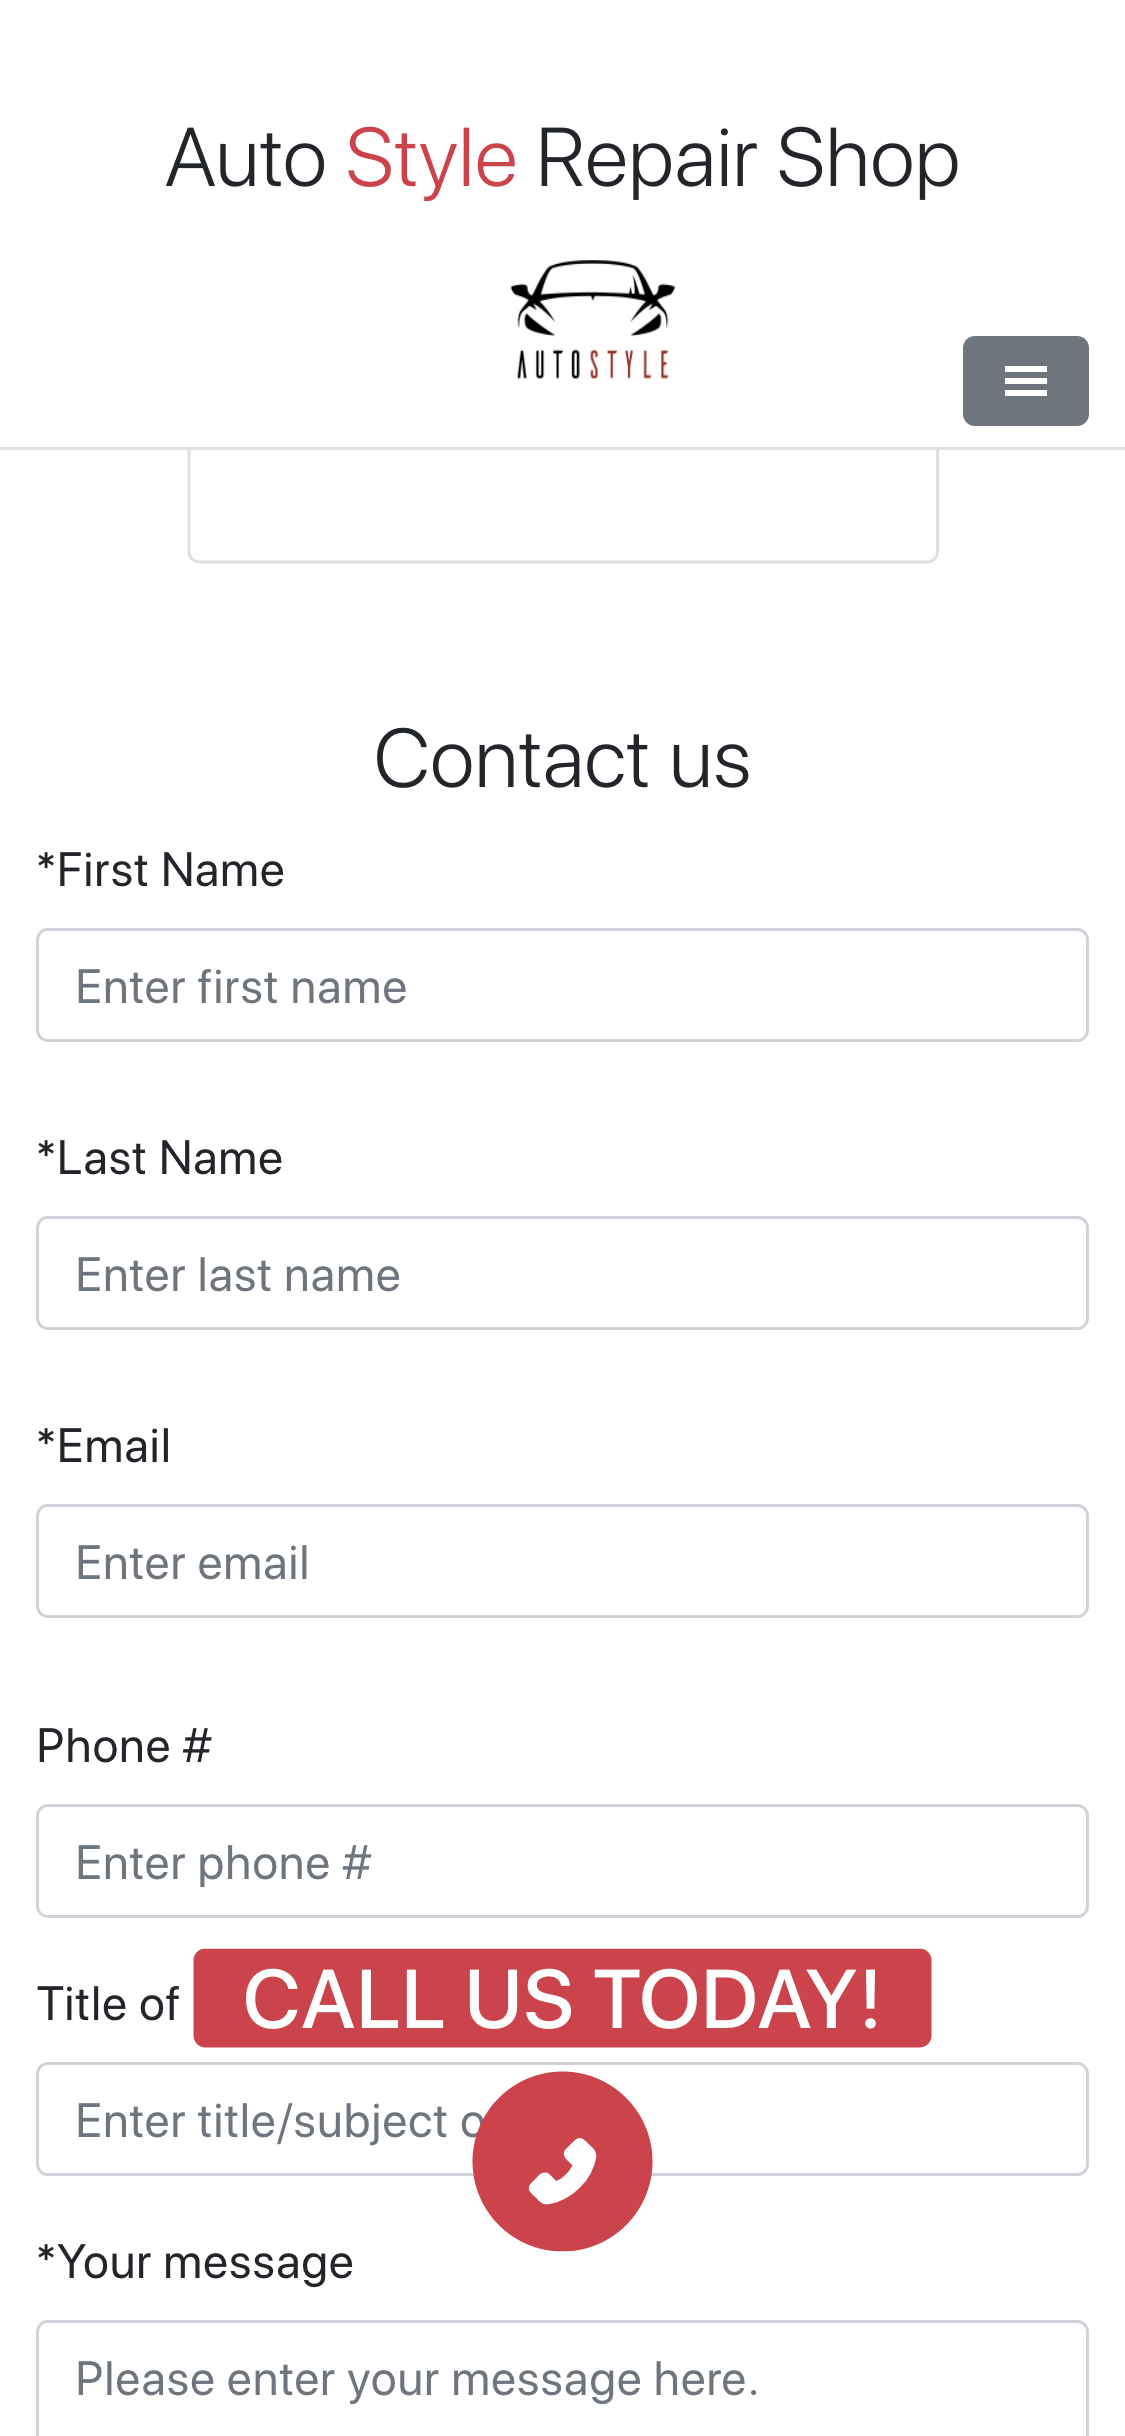 Auto Style Repair Shop
AUTOSTYLE
Contact us
*First Name
Enter first name
*Last Name
Enter last name
*Email
Enter email
Phone #
Enter phone #
Title of
CALL US TODAY!
Enter title/subject
*Your message
Please enter your message here.